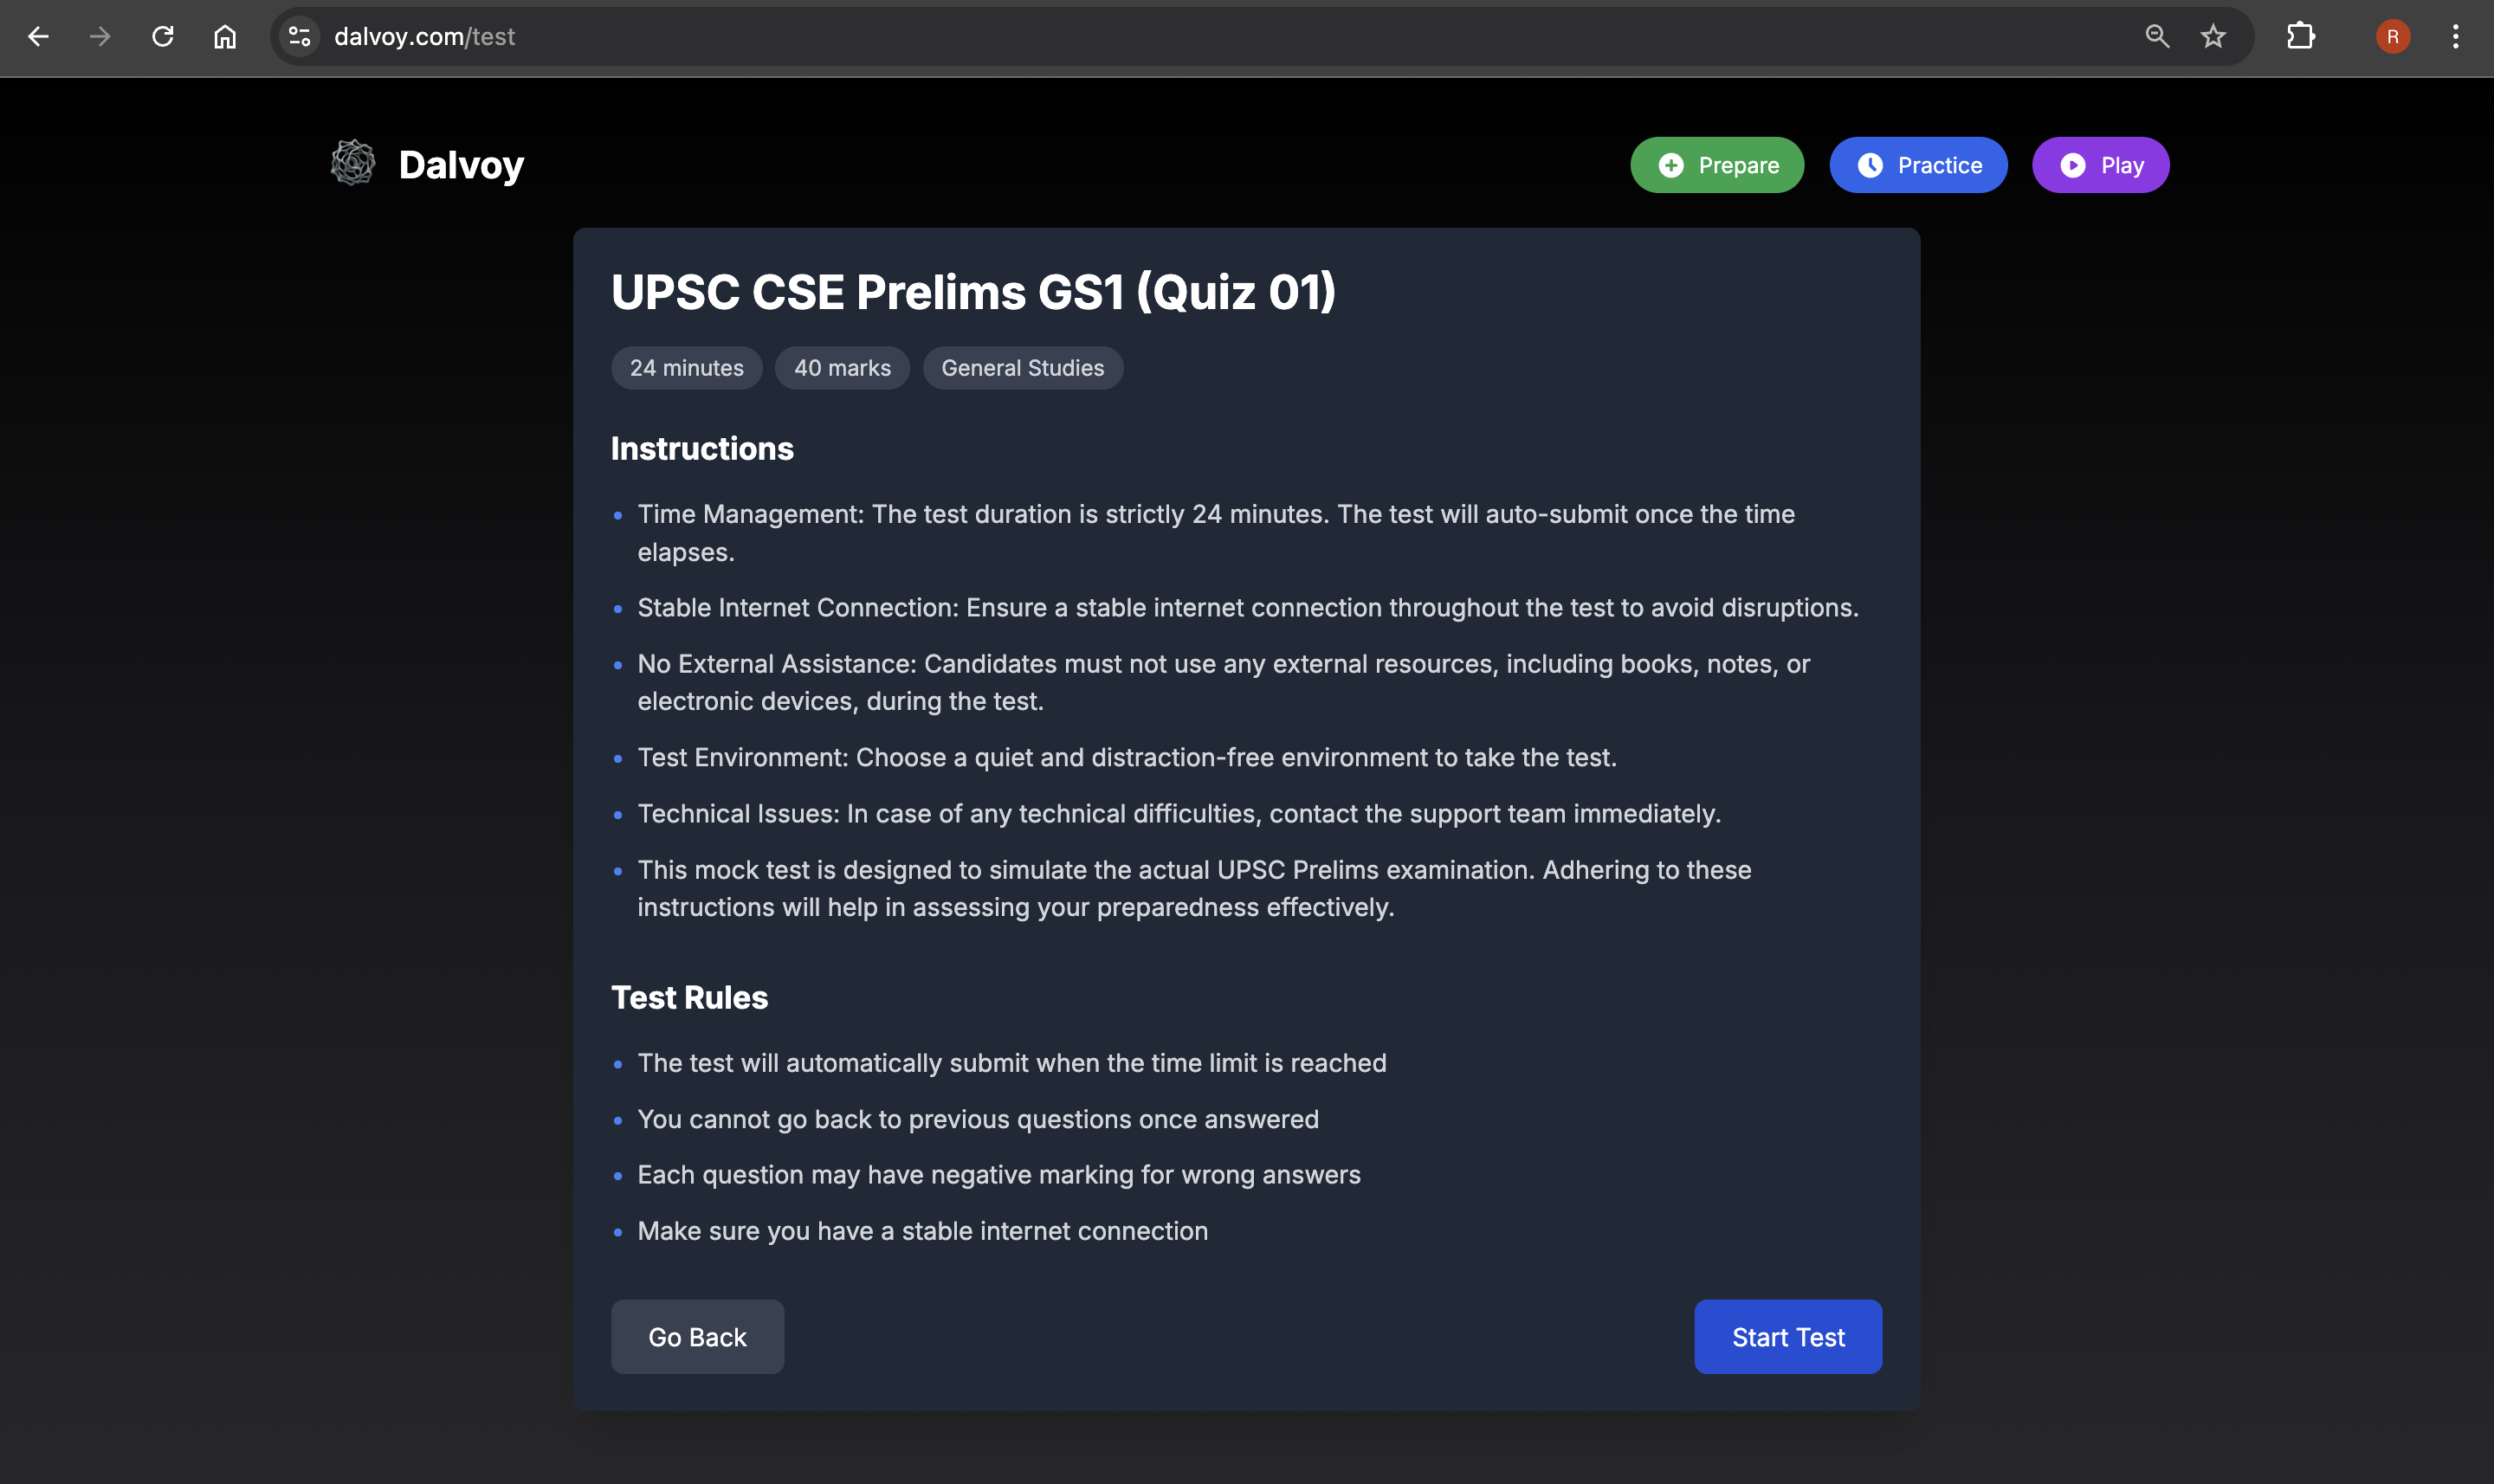 dalvoy.com/test
R
Dalvoy
Prepare
Practice
Play
UPSC CSE Prelims GS1 (Quiz 01)
24 minutes
40 marks
General Studies
Instructions
• Time Management: The test duration is strictly 24 minutes. The test will auto-submit once the time
elapses.
• Stable Internet Connection: Ensure a stable internet connection throughout the test to avoid disruptions.
• No External Assistance: Candidates must not use any external resources, including books, notes, or
electronic devices, during the test.
• Test Environment: Choose a quiet and distraction-free environment to take the test.
• Technical Issues: In case of any technical difficulties, contact the support team immediately.
• This mock test is designed to simulate the actual UPSC Prelims examination. Adhering to these
instructions will help in assessing your preparedness effectively.
Test Rules
• The test will automatically submit when the time limit is reached
• You cannot go back to previous questions once answered
• Each question may have negative marking for wrong answers
• Make sure you have a stable internet connection
Go Back
Start Test